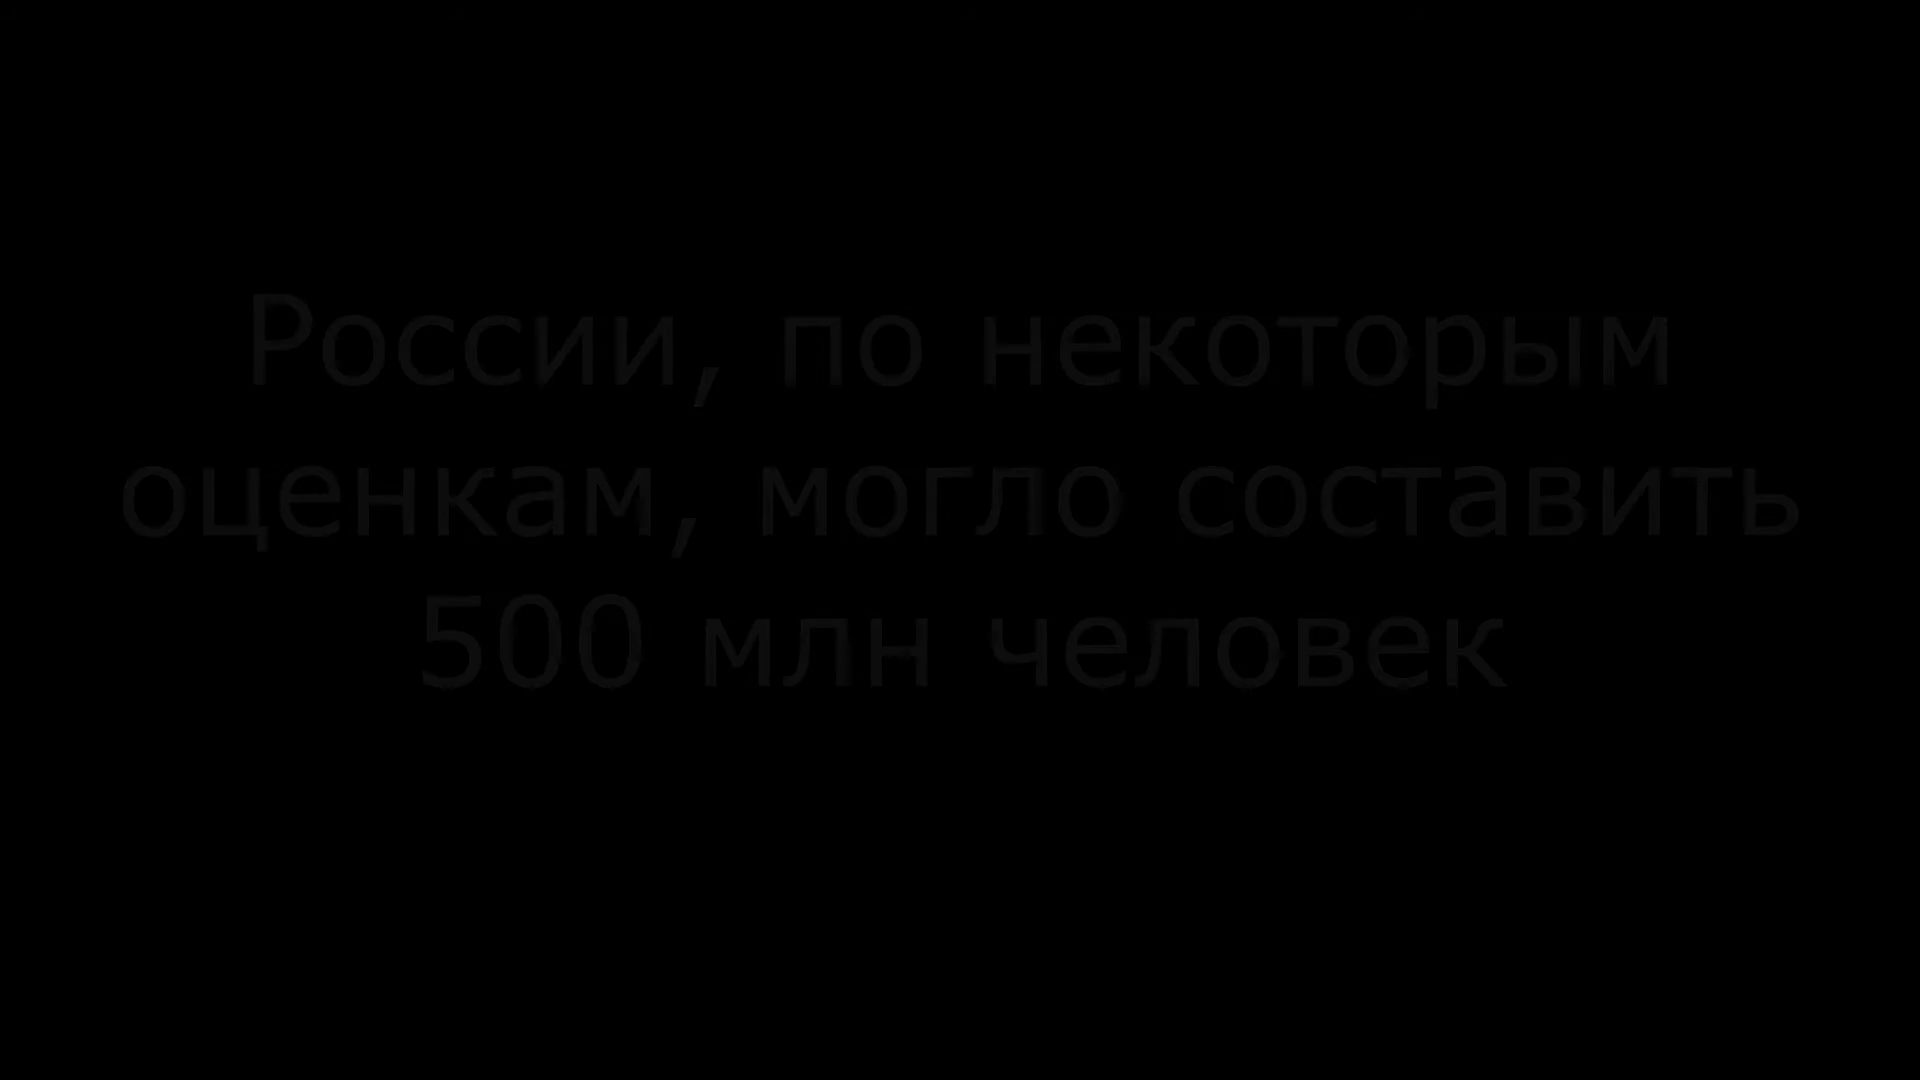 России, по некоторым
оценкам, могло составить
500 млн человек